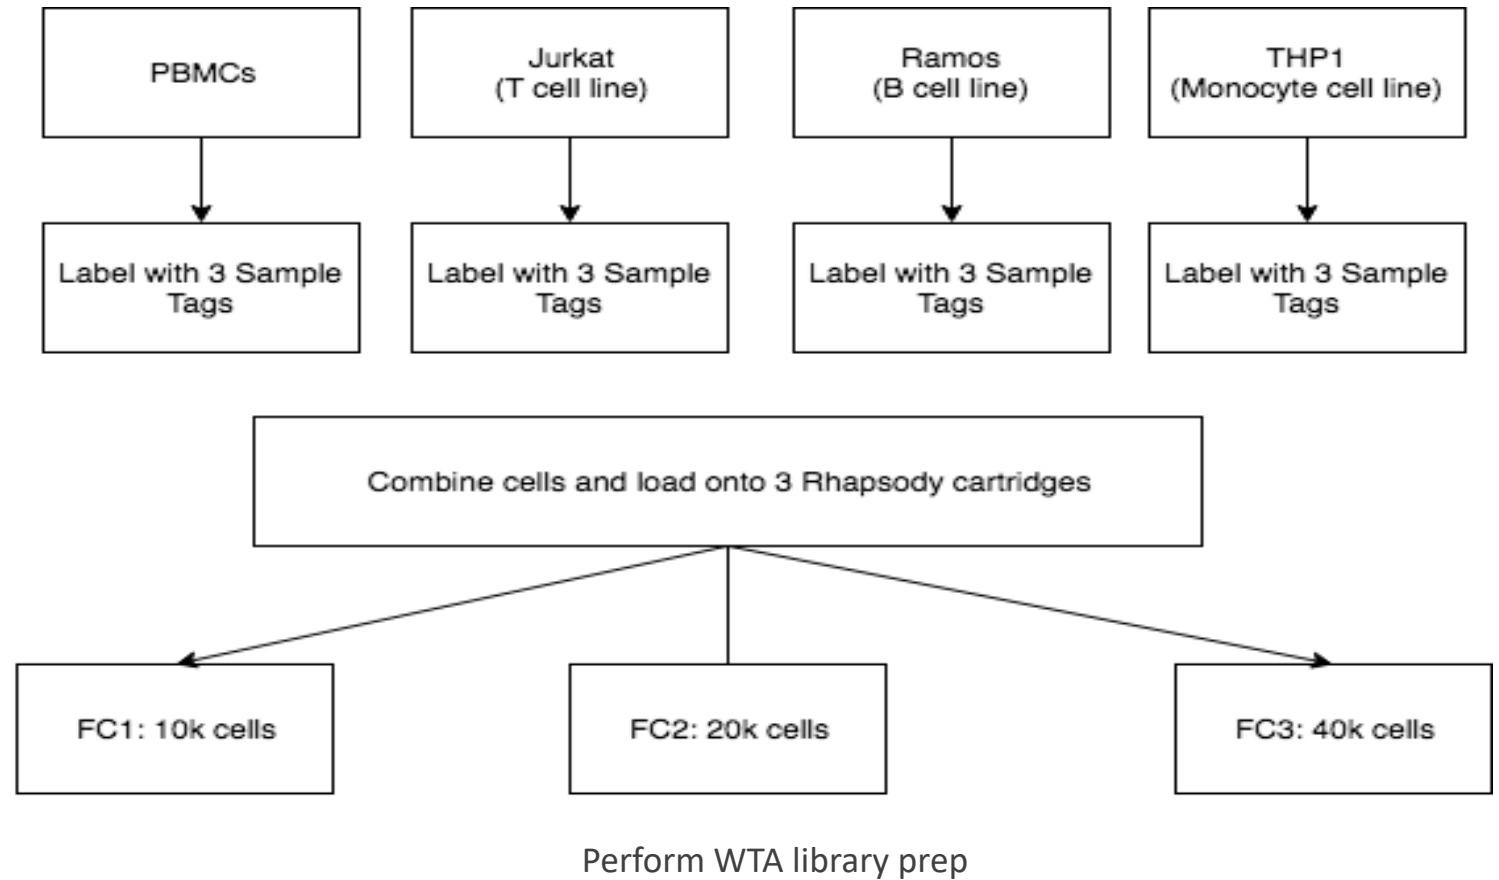 PBMCs
Jurkat
(T cell line)
Ramos
(B cell line)
THP1
(Monocyte cell line)
Label with 3 Sample
Tags
Label with 3 Sample
Tags
Label with 3 Sample
Tags
Label with 3 Sample
Tags
Combine cells and load onto 3 Rhapsody cartridges
FC1: 10k cells
FC2: 20k cells
FC3: 40k cells
Perform WTA library prep